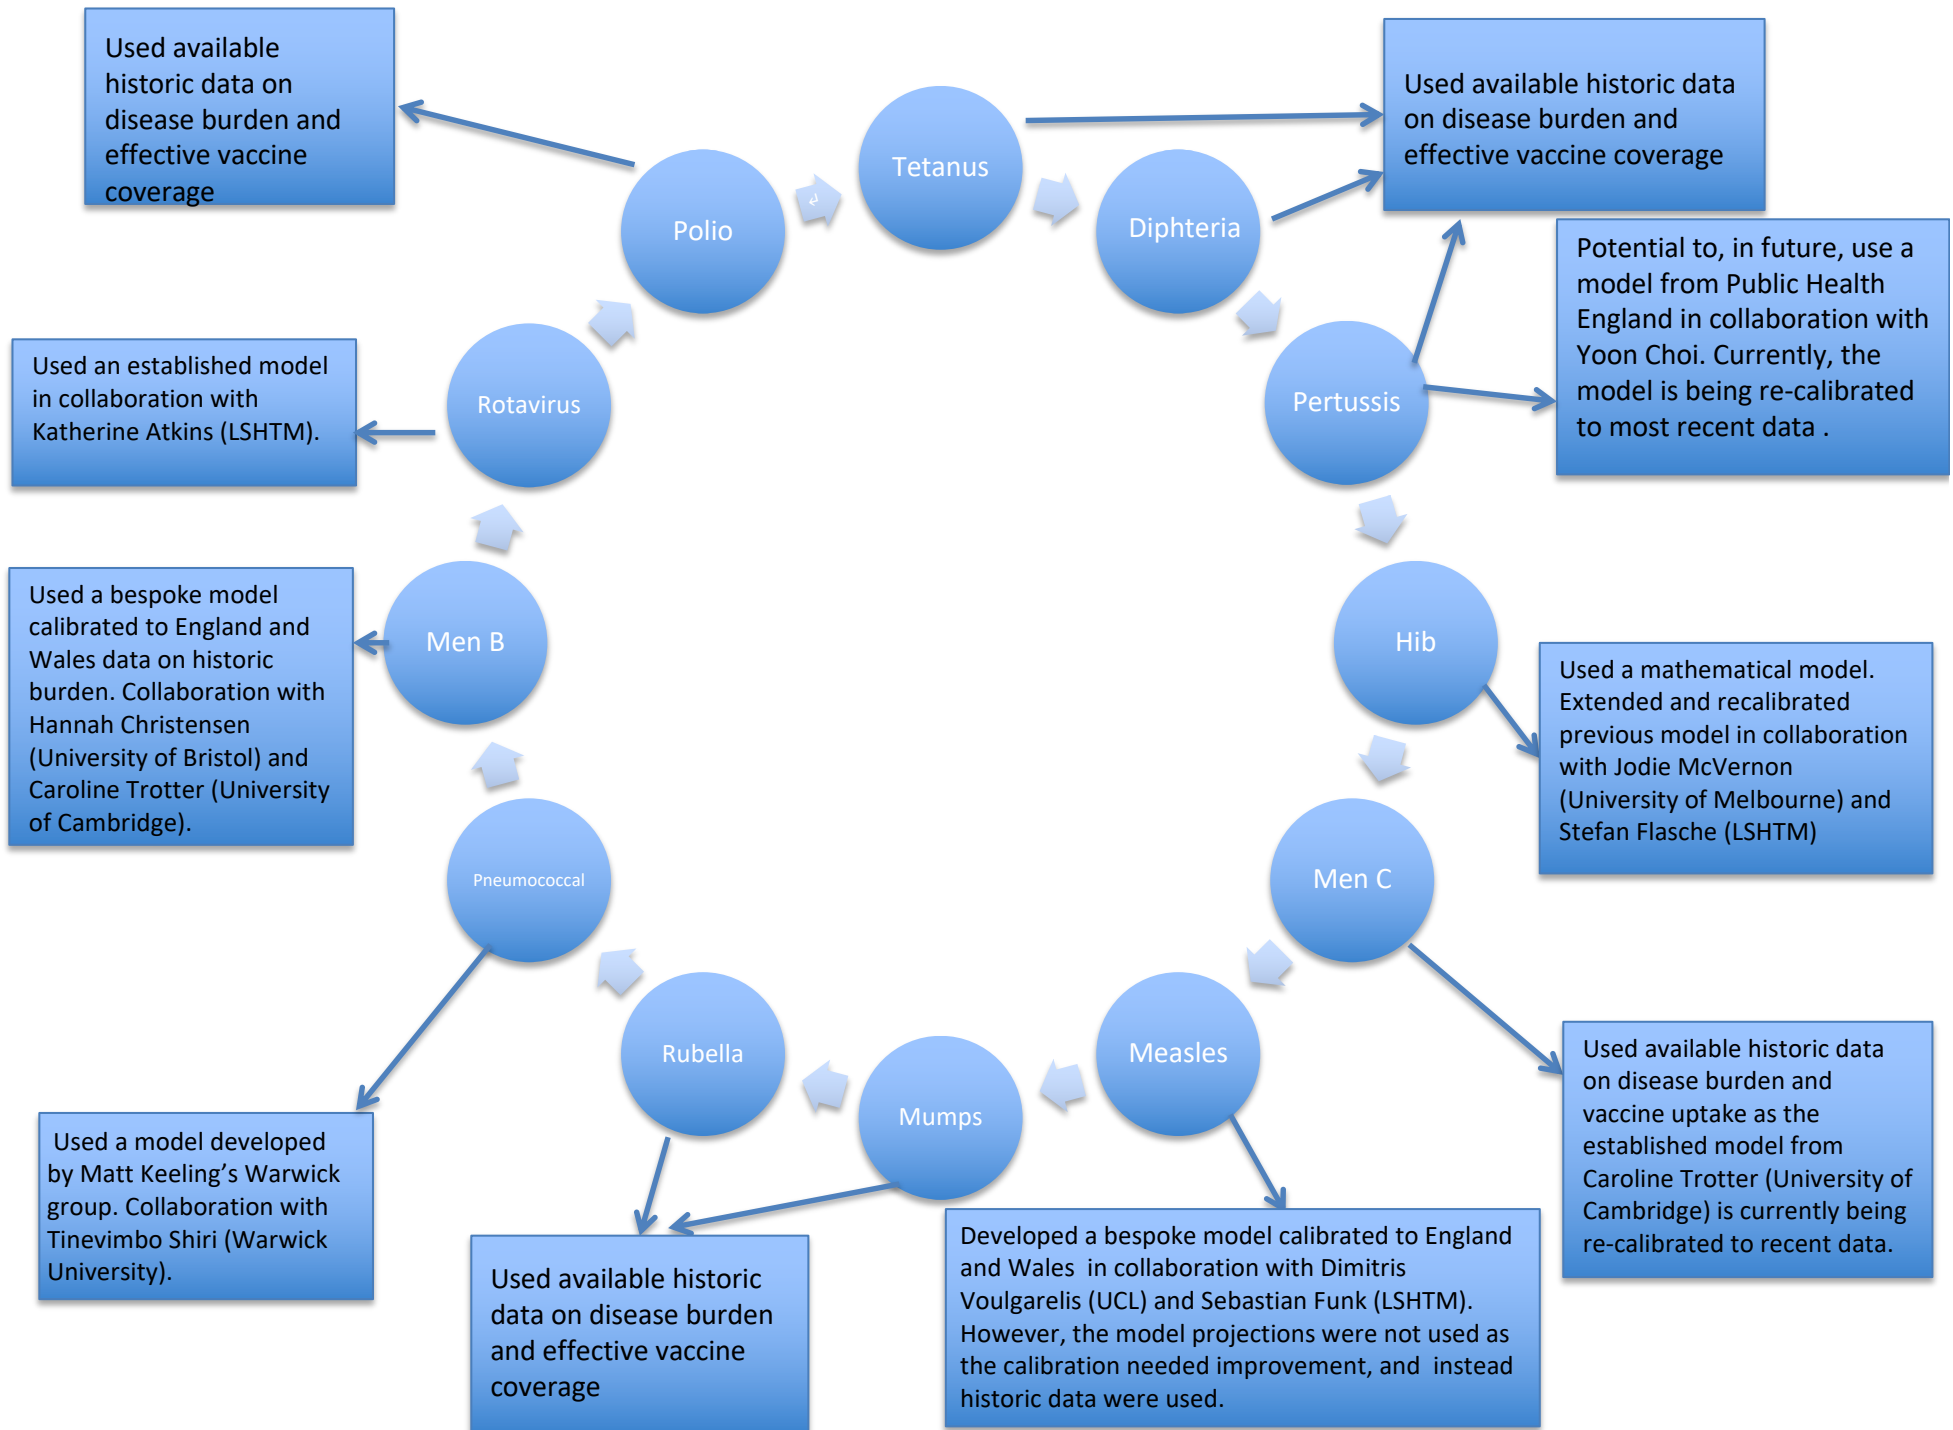 Used available
historic data on
disease burden and
effective vaccine
coverage
Tetanus
Used available historic data
on disease burden and
effective vaccine coverage
Polio
Diphteria
Potential to, in future, use a
model from Public Health
England in collaboration with
Yoon Choi. Currently, the
model is being re-calibrated
to most recent data .
Used an established model
in collaboration with
Katherine Atkins (LSHTM).
Rotavirus
Pertussis
Used a bespoke model
calibrated to England and
Wales data on historic
burden. Collaboration with
Hannah Christensen
(University of Bristol) and
Caroline Trotter (University
of Cambridge).
Men B
Hib
Used a mathematical model.
Extended and recalibrated
previous model in collaboration
with Jodie McVernon
(University of Melbourne) and
Stefan Flasche (LSHTM)
Pneumococcal
Men C
Rubella
Mumps
Measles
Used available historic data
on disease burden and
vaccine uptake as the
established model from
Caroline Trotter (University of
Cambridge) is currently being
re-calibrated to recent data.
Used a model developed
by Matt Keeling’s Warwick
group. Collaboration with
Tinevimbo Shiri (Warwick
University).
Used available historic
data on disease burden
and effective vaccine
coverage
Developed a bespoke model calibrated to England
and Wales in collaboration with Dimitris
Voulgarelis (UCL) and Sebastian Funk (LSHTM).
However, the model projections were not used as
the calibration needed improvement, and instead
historic data were used.